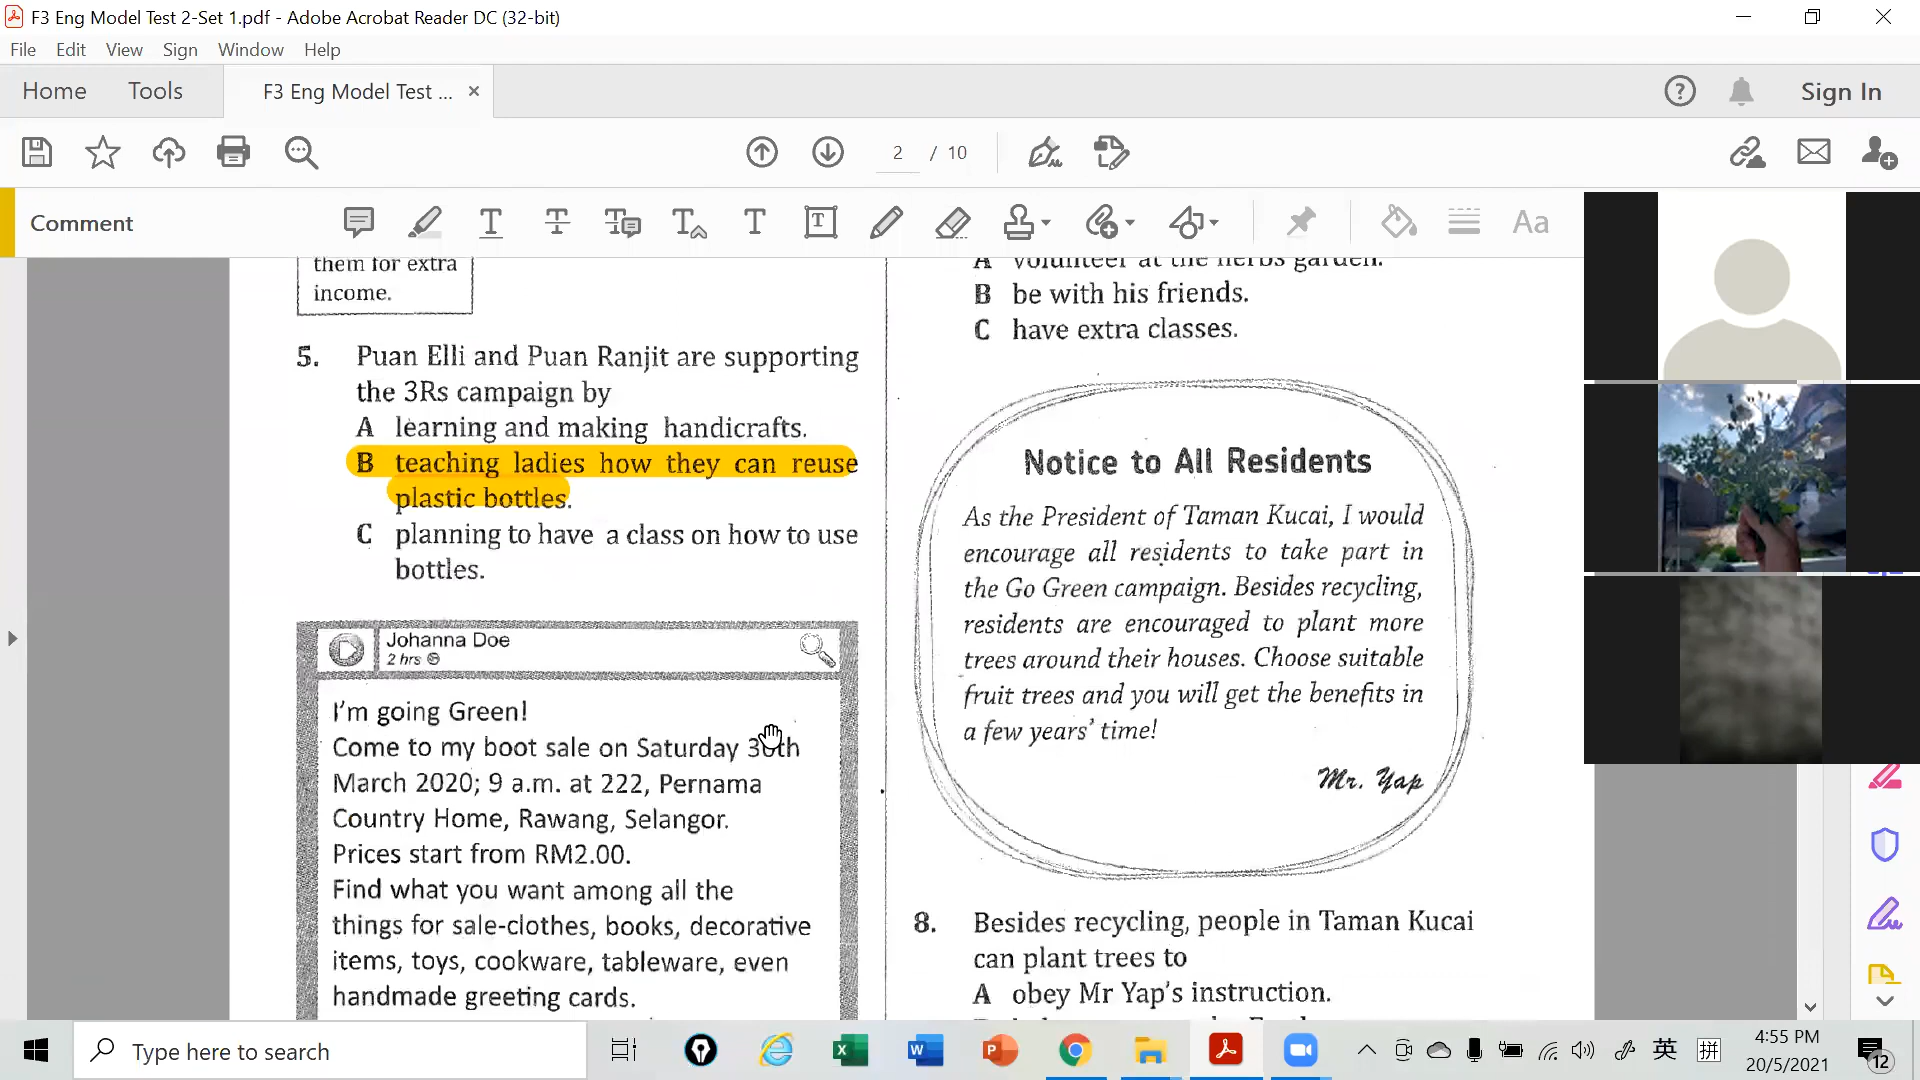 F3 Eng Model Test 2-Set 1.pdf - Adobe Acrobat Reader DC (32-bit)
File Edit View Sign Window Help
Home Tools F3 Eng Model Test ... Sign In
2 / 10
Comment
Aa
them for extra
income.
5. Puan Elli and Puan Ranjit are supporting
the 3Rs campaign by
A learning and making handicrafts.
B teaching ladies how they can reuse
plastic bottles.
C planning to have a class on how to use
bottles.
Johanna Doe
2 hrs
I'm going Green!
Come to my boot sale on Saturday 30th
March 2020; 9 a.m. at 222, Pernama
Country Home, Rawang, Selangor.
Prices start from RM2.00.
Find what you want among all the
things for sale-clothes, books, decorative
items, toys, cookware, tableware, even
handmade greeting cards.
A volunteer at the herbs garden.
B be with his friends.
C have extra classes.
Notice to All Residents
As the President of Taman Kucai, I would
encourage all residents to take part in
the Go Green campaign. Besides recycling,
residents are encouraged to plant more
trees around their houses. Choose suitable
fruit trees and you will get the benefits in
a few years' time!
Mr. Yap
8. Besides recycling, people in Taman Kucai
can plant trees to
A obey Mr Yap's instruction.
Type here to search
英 拼
4:55 PM
20/5/2021
12